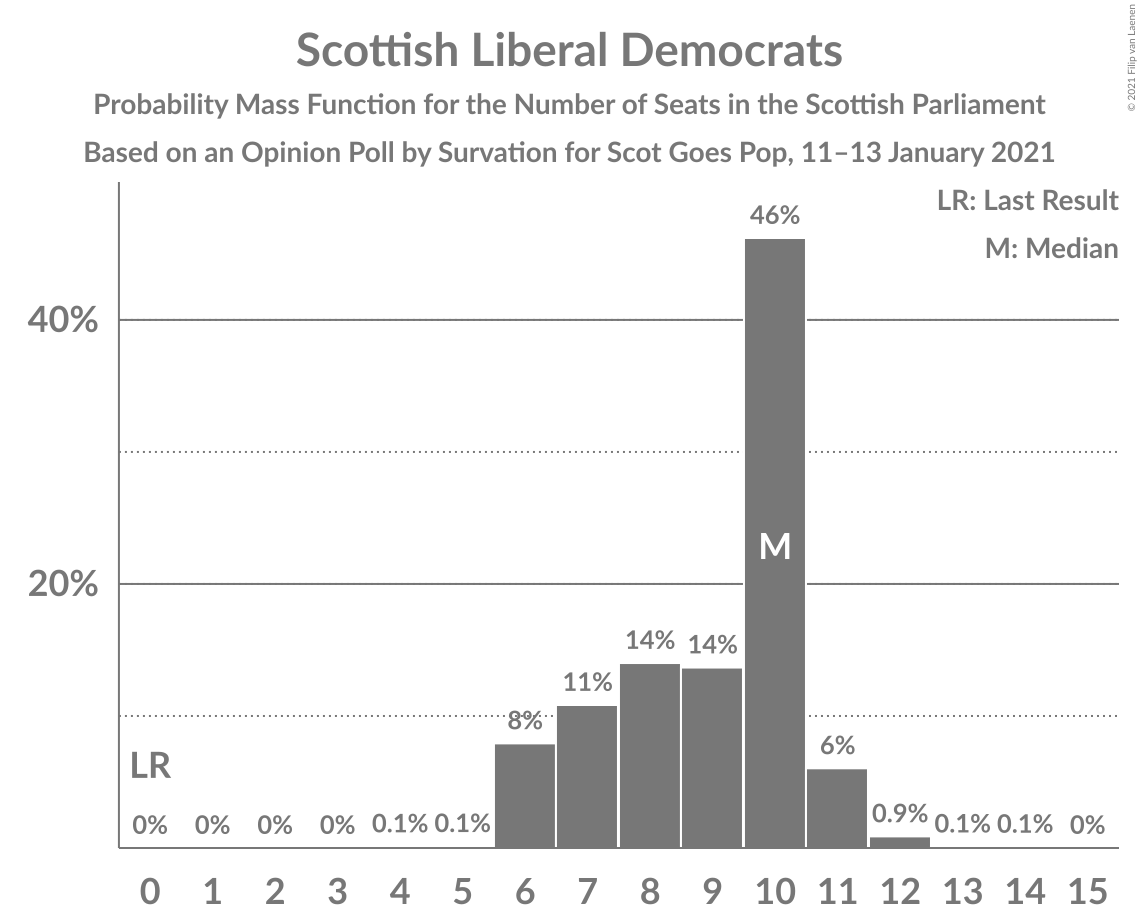 Scottish Liberal Democrats
Probability Mass Function for the Number of Seats in the Scottish Parliament
Based on an Opinion Poll by Survation for Scot Goes Pop, 11–13 January 2021
© 2021 Filip van Laenen
LR: Last Result
M: Median
46%
40%
M
20%
14% 14%
11%
8%
6%
LR
0% 0% 0% 0% 0.1% 0.1% 0.9% 0.1% 0.1% 0%
0 1 2 3 4 5 6 7 8 9 10 11 12 13 14 15